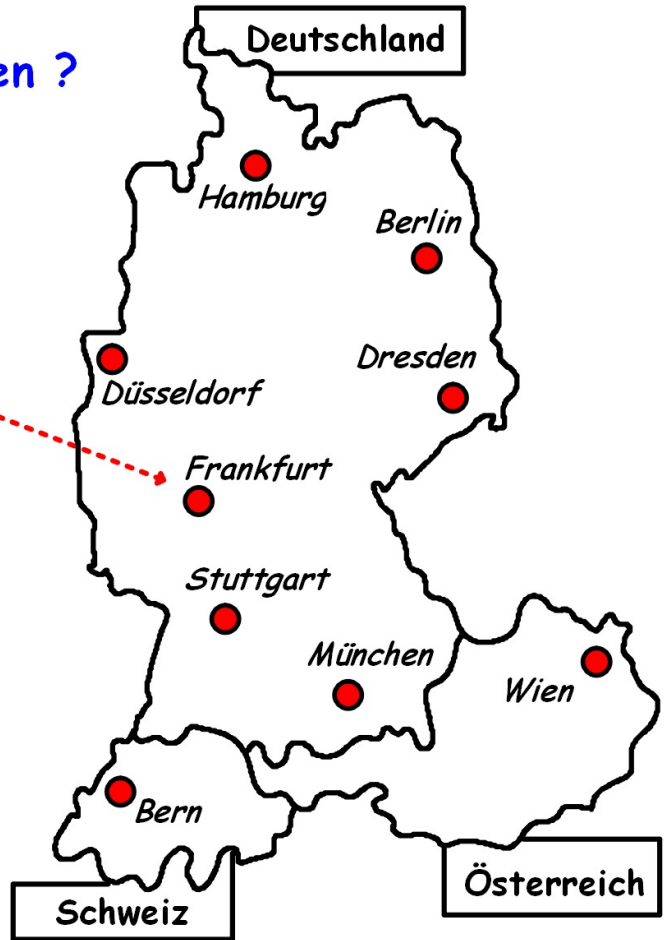 Deutschland
en ?
Hamburg
Berlin
Dresden
Düsseldorf
Frankfurt
Stuttgart
München
Wien
Bern
Österreich
Schweiz